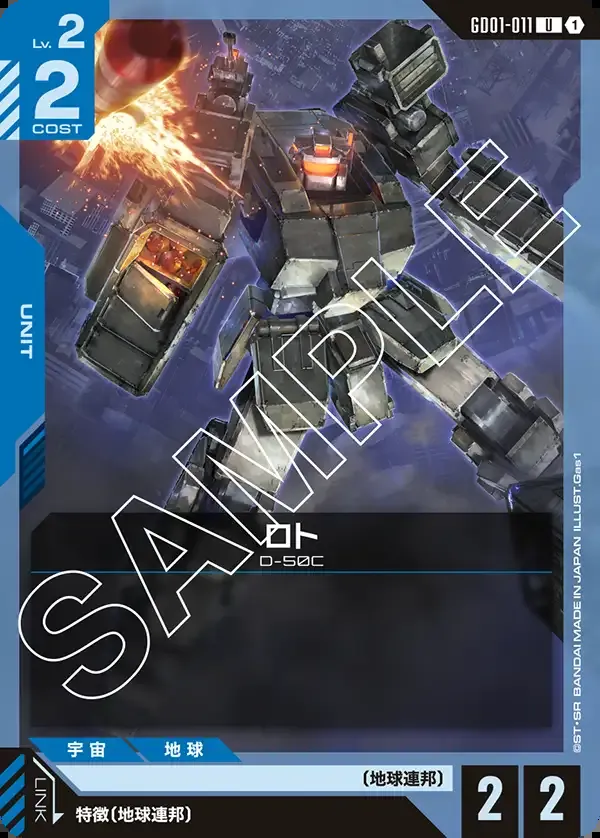 Lv. 2
2
COST
GD01-011 U 1
UNIT
SAMPLE
ロト
D-50C
©ST・SR BANDAI MADE IN JAPAN ILLUST.Gas1
宇宙 地球
〔地球連邦〕
LINK
特徴〔地球連邦〕
2 2